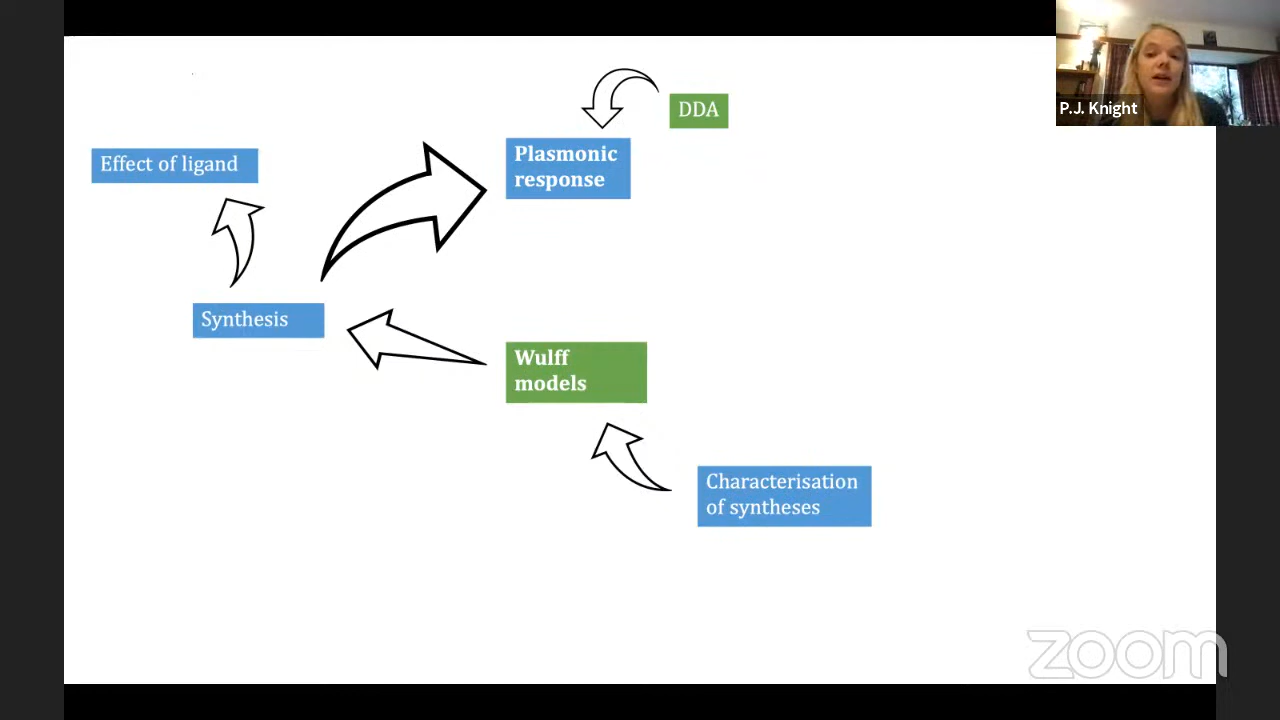 DDA
P.J. Knight
Plasmonic
response
Effect of ligand
Synthesis
Wulff
models
Characterisation
of syntheses
zoom